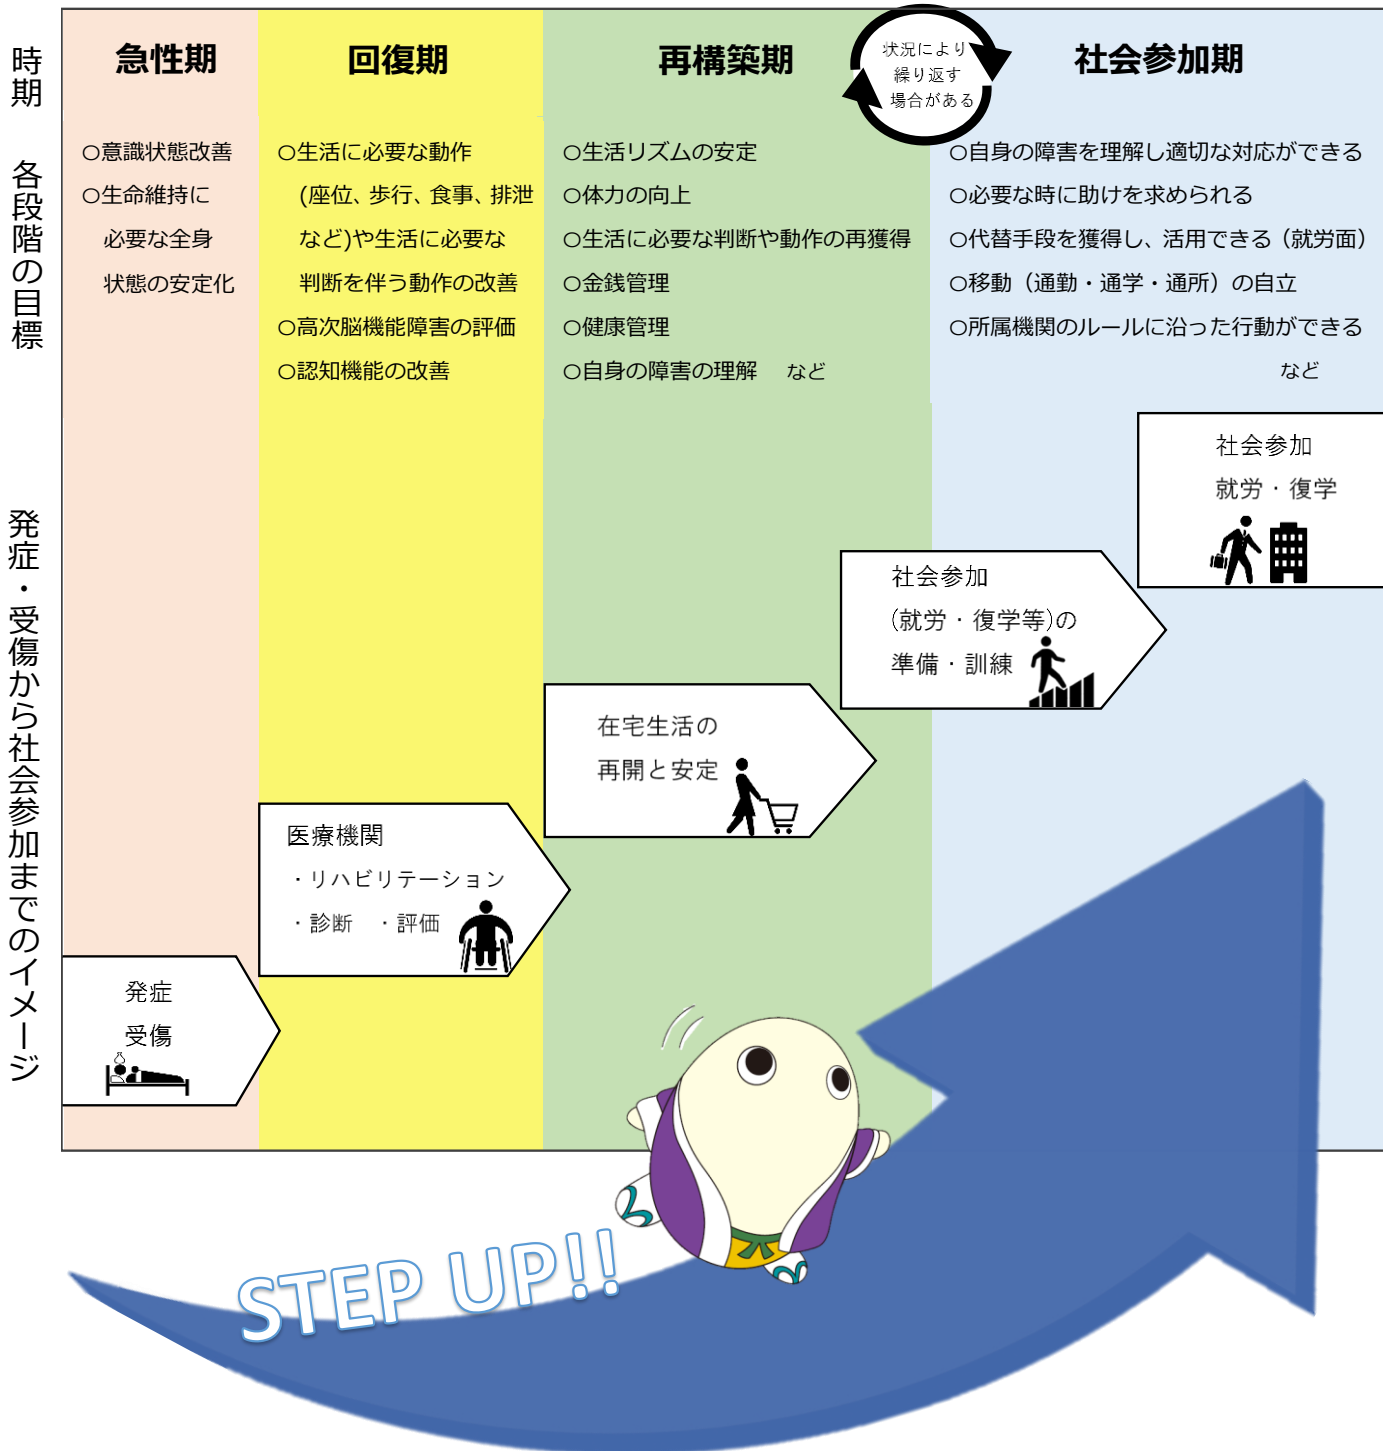 時期
急性期
回復期
再構築期
状況により
繰り返す
場合がある
社会参加期
各段階の目標
○意識状態改善
○生命維持に
必要な全身
状態の安定化
○生活に必要な動作
(座位、歩行、食事、排泄
など)や生活に必要な
判断を伴う動作の改善
○高次脳機能障害の評価
○認知機能の改善
○生活リズムの安定
○体力の向上
○生活に必要な判断や動作の再獲得
○金銭管理
○健康管理
○自身の障害の理解　など
○自身の障害を理解し適切な対応ができる
○必要な時に助けを求められる
○代替手段を獲得し、活用できる（就労面）
○移動（通勤・通学・通所）の自立
○所属機関のルールに沿った行動ができる
など
発症・受傷から社会参加までのイメージ
発症
受傷
医療機関
・リハビリテーション
・診断　・評価
在宅生活の
再開と安定
社会参加
(就労・復学等)の
準備・訓練
社会参加
就労・復学
STEP UP!!